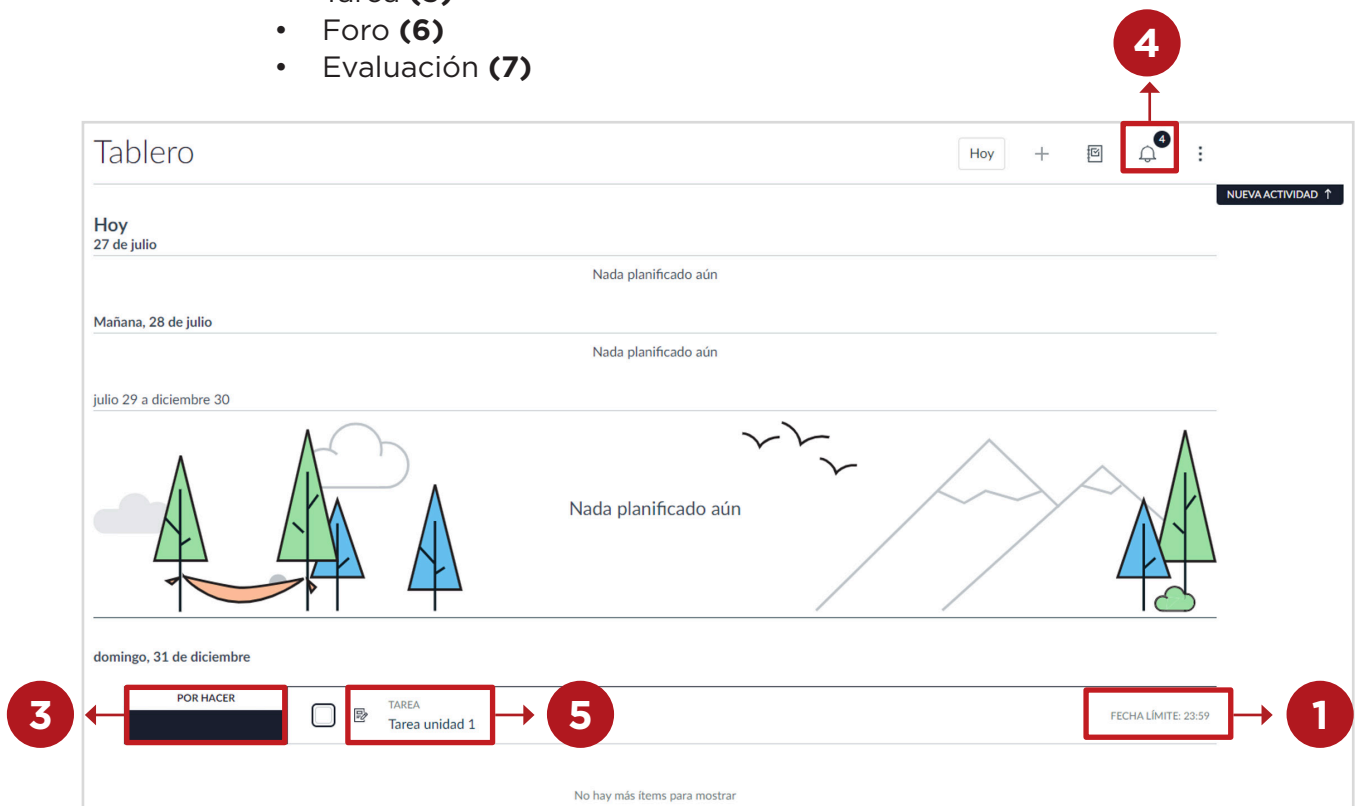 Tarea (5)
• Foro (6)
• Evaluación (7)
4
Tablero
Hoy
4
NUEVA ACTIVIDAD ↑
Hoy
27 de julio
Nada planificado aún
Mañana, 28 de julio
Nada planificado aún
julio 29 a diciembre 30
Nada planificado aún
domingo, 31 de diciembre
3
POR HACER
TAREA
Tarea unidad 1
5
FECHA LÍMITE: 23:59
1
No hay más ítems para mostrar